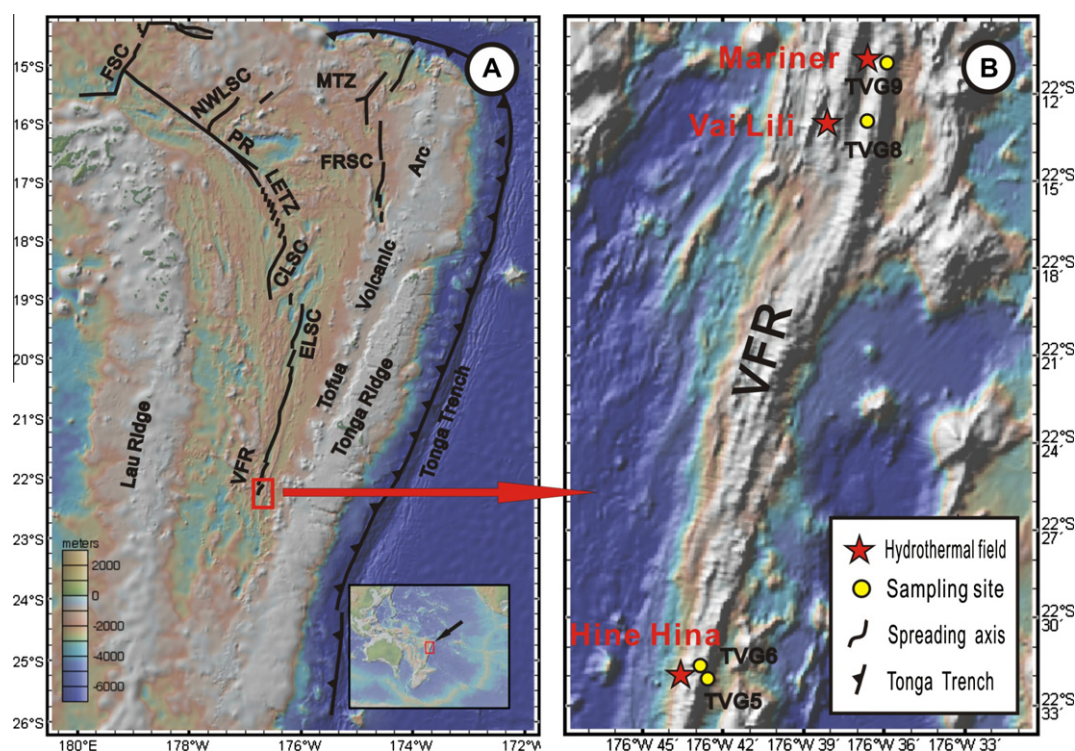 A
FSC
NWLSC
PR
LETZ
MTZ
FRSC
Arc
CLSC
ELSC
Volcanic
Tofua
Tonga Ridge
Tonga Trench
Lau Ridge
VFR
15°S
16°S
17°S
18°S
19°S
20°S
21°S
22°S
23°S
24°S
25°S
26°S
meters
2000
0
-2000
-4000
-6000
180°E
178°W
176°W
174°W
172°W
B
Mariner
TVG9
Vai Lili
TVG8
VFR
Hine Hina
TVG6
TVG5
Hydrothermal field
Sampling site
Spreading axis
Tonga Trench
22°S
12'
22°S
15'
22°S
18'
22°S
21'
22°S
24'
22°S
27'
22°S
30'
22°S
33'
176°W 45'
176°W 42'
176°W 39'
176°W 36'
176°W 33'